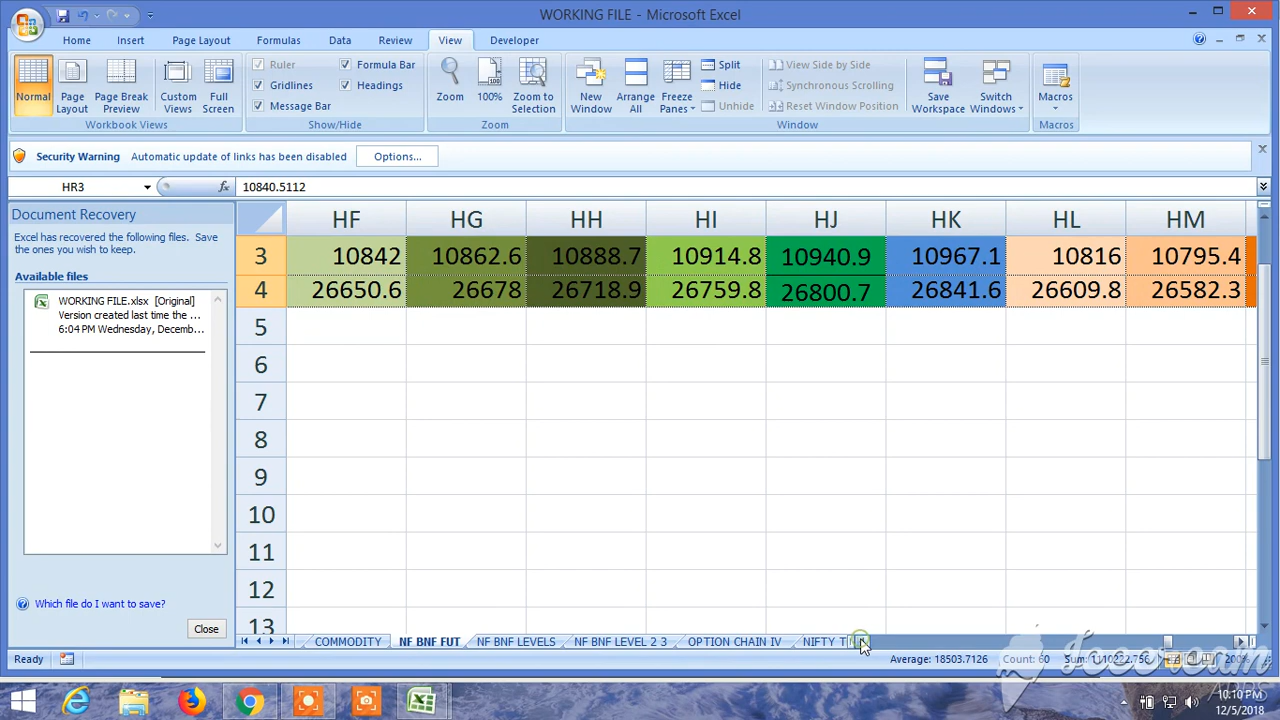 WORKING FILE - Microsoft Excel
Home Insert Page Layout Formulas Data Review View Developer
Normal
Page Layout
Page Break Preview
Custom Views
Full Screen
Workbook Views
Ruler
Gridlines
Message Bar
Formula Bar
Headings
Show/Hide
Zoom
100%
Zoom to Selection
Zoom
New Window
Arrange All
Freeze Panes
Split
Hide
Unhide
View Side by Side
Synchronous Scrolling
Reset Window Position
Window
Save Workspace
Switch Windows
Macros
Macros
Security Warning Automatic update of links has been disabled Options...
HR3 fx 10840.5112
Document Recovery
Excel has recovered the following files. Save
the ones you wish to keep.
Available files
WORKING FILE.xlsx [Original]
Version created last time the ...
6:04 PM Wednesday, Decemb...
Which file do I want to save?
Close
HF HG HH HI HJ HK HL HM
3 10842 10862.6 10888.7 10914.8 10940.9 10967.1 10816 10795.4
4 26650.6 26678 26718.9 26759.8 26800.7 26841.6 26609.8 26582.3
5
6
7
8
9
10
11
12
13
COMMODITY NF BNF FUT NF BNF LEVELS NF BNF LEVEL 2 3 OPTION CHAIN IV NIFTY T
Ready Average: 18503.7126 Count: 60 Sum: 200%
10:10 PM
12/5/2018